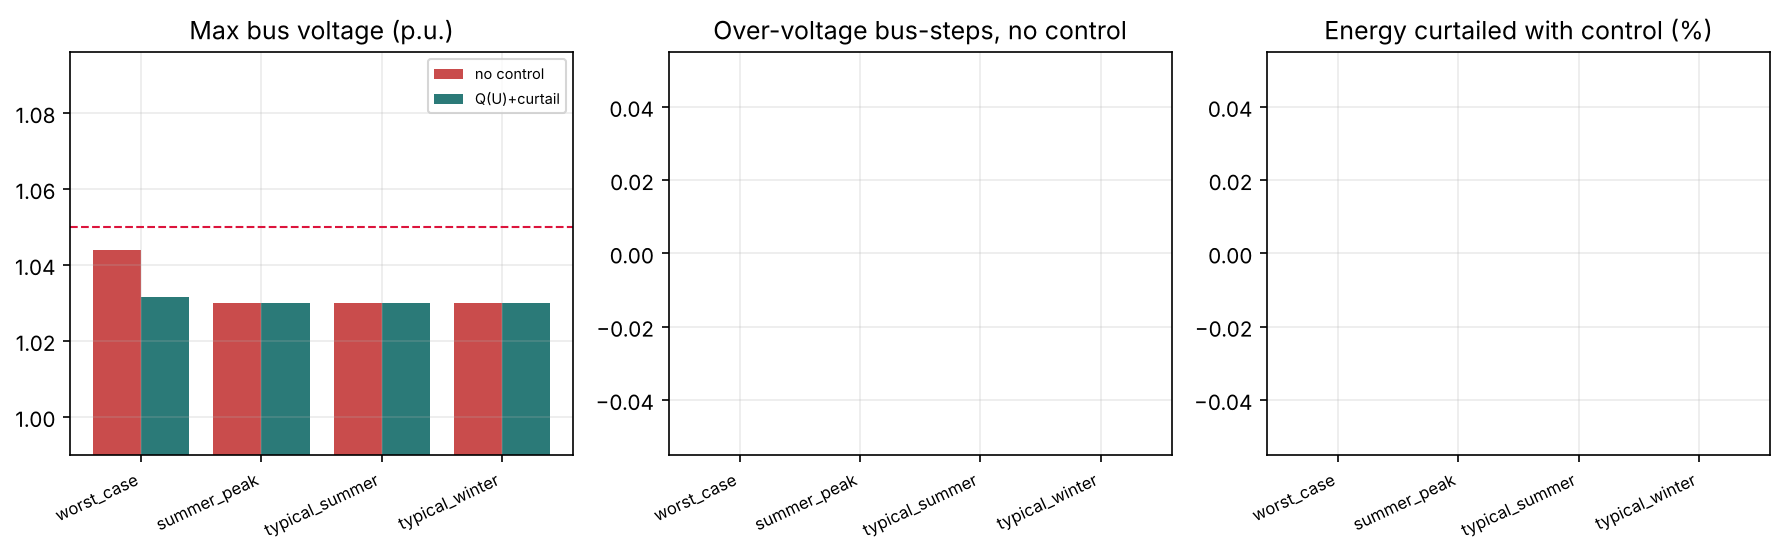 Max bus voltage (p.u.)
no control
Q(U)+curtail
1.08
1.06
1.04
1.02
1.00
worst_case
summer_peak
typical_summer
typical_winter
Over-voltage bus-steps, no control
0.04
0.02
0.00
−0.02
−0.04
worst_case
summer_peak
typical_summer
typical_winter
Energy curtailed with control (%)
0.04
0.02
0.00
−0.02
−0.04
worst_case
summer_peak
typical_summer
typical_winter